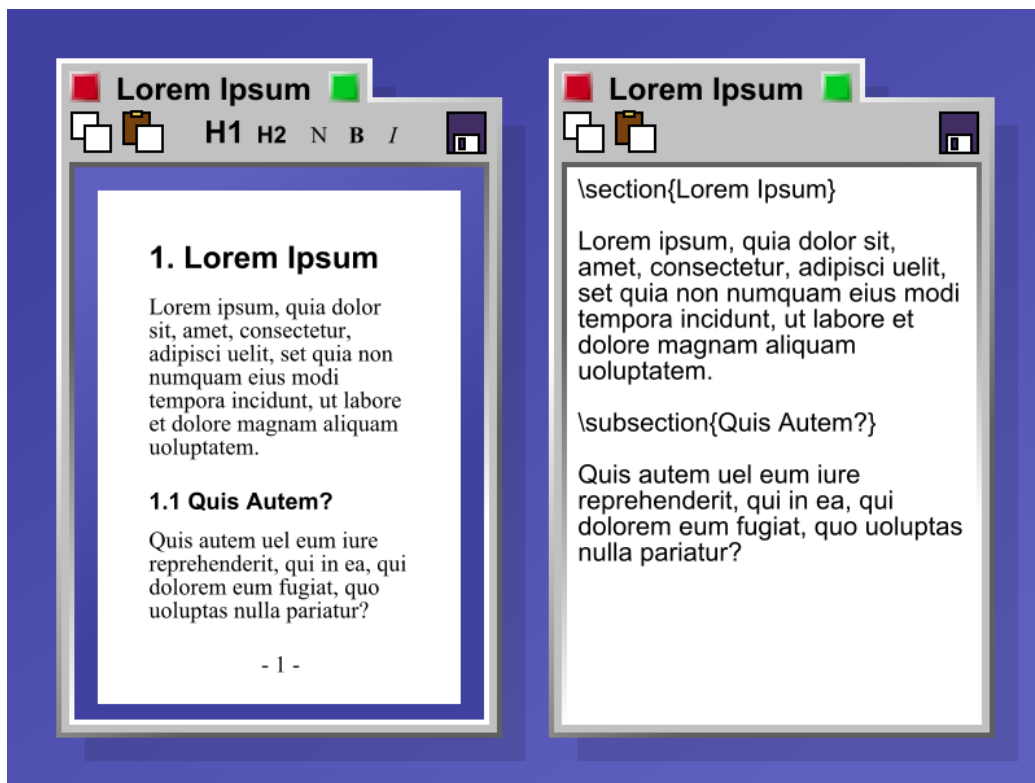 Lorem Ipsum
H1 H2 N B I
1. Lorem Ipsum
Lorem ipsum, quia dolor
sit, amet, consectetur,
adipisci uelit, set quia non
numquam eius modi
tempora incidunt, ut labore
et dolore magnam aliquam
uoluptatem.
1.1 Quis Autem?
Quis autem uel eum iure
reprehenderit, qui in ea, qui
dolorem eum fugiat, quo
uoluptas nulla pariatur?
- 1 -
Lorem Ipsum
\section{Lorem Ipsum}
Lorem ipsum, quia dolor sit,
amet, consectetur, adipisci uelit,
set quia non numquam eius modi
tempora incidunt, ut labore et
dolore magnam aliquam
uoluptatem.
\subsection{Quis Autem?}
Quis autem uel eum iure
reprehenderit, qui in ea, qui
dolorem eum fugiat, quo uoluptas
nulla pariatur?